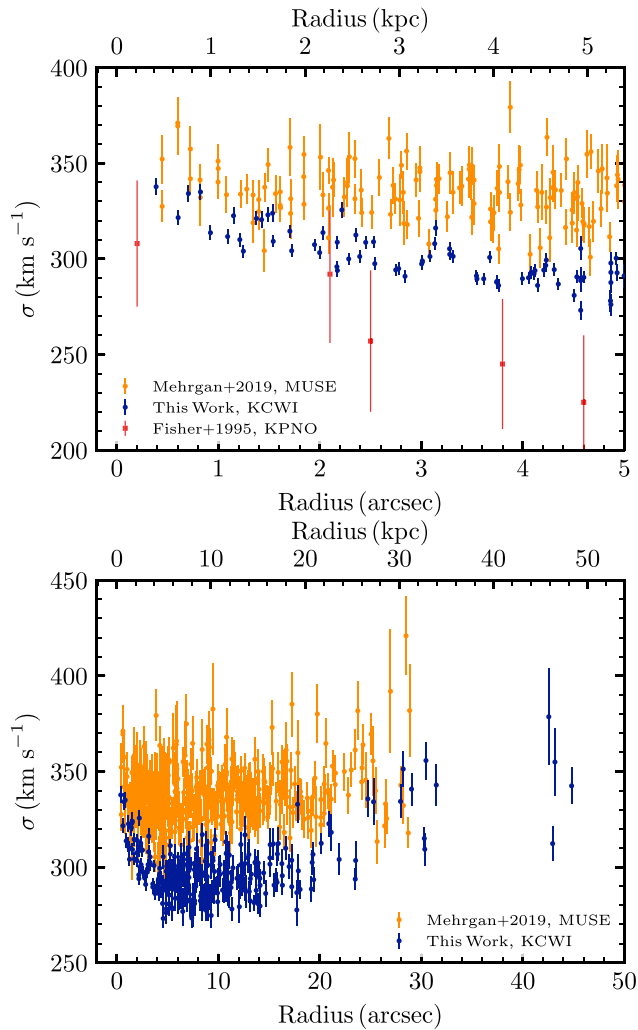 Radius (kpc)
0 1 2 3 4 5
400
350
300
250
200
σ (km s⁻¹)
Mehrgan+2019, MUSE
This Work, KCWI
Fisher+1995, KPNO
0 1 2 3 4 5
Radius (arcsec)
Radius (kpc)
0 10 20 30 40 50
450
400
350
300
250
σ (km s⁻¹)
Mehrgan+2019, MUSE
This Work, KCWI
0 10 20 30 40 50
Radius (arcsec)